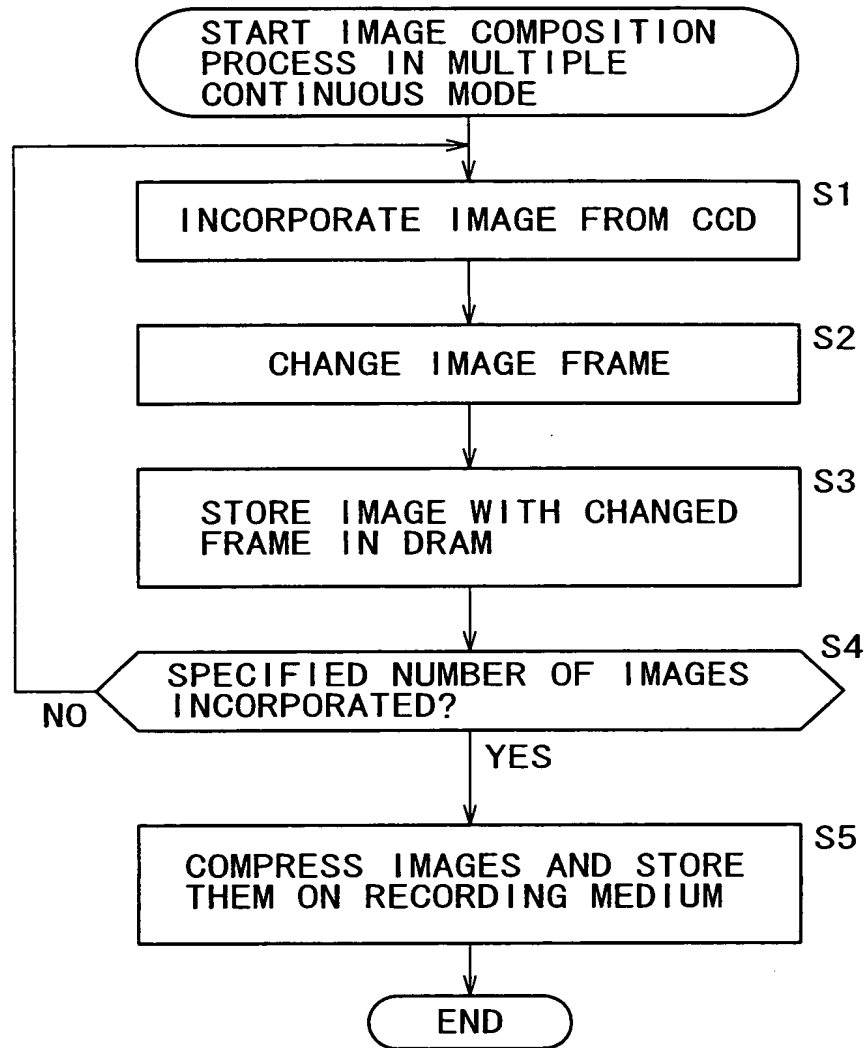 START IMAGE COMPOSITION
PROCESS IN MULTIPLE
CONTINUOUS MODE
S1
INCORPORATE IMAGE FROM CCD
S2
CHANGE IMAGE FRAME
S3
STORE IMAGE WITH CHANGED
FRAME IN DRAM
S4
SPECIFIED NUMBER OF IMAGES
INCORPORATED?
NO
YES
S5
COMPRESS IMAGES AND STORE
THEM ON RECORDING MEDIUM
END